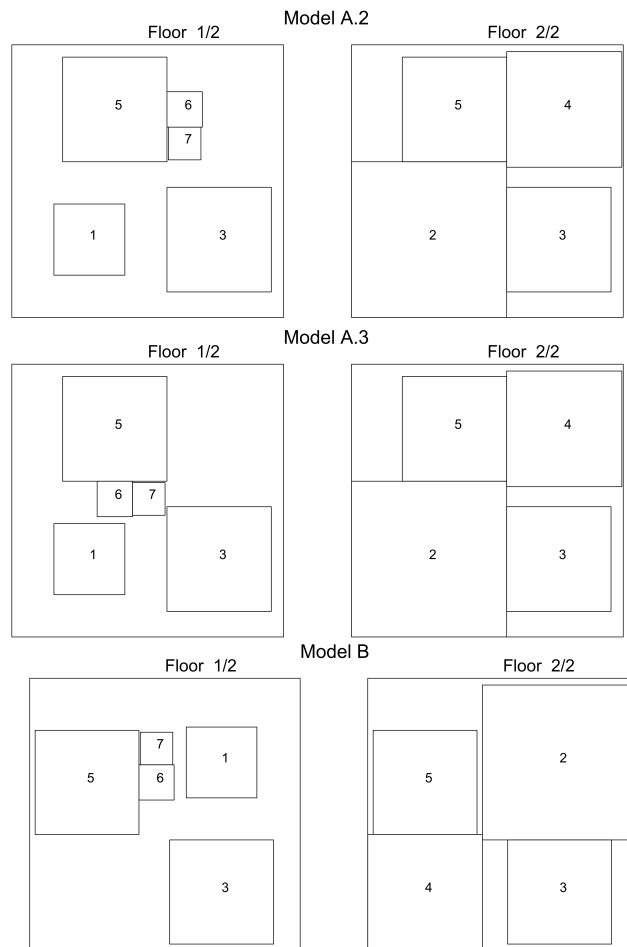 Model A.2
Floor 1/2 Floor 2/2
5 6 5 4
7
1 3 2 3
Model A.3
Floor 1/2 Floor 2/2
5 5 4
6 7
1 3 2 3
Model B
Floor 1/2 Floor 2/2
7 1 2
5 6 5
3 4 3